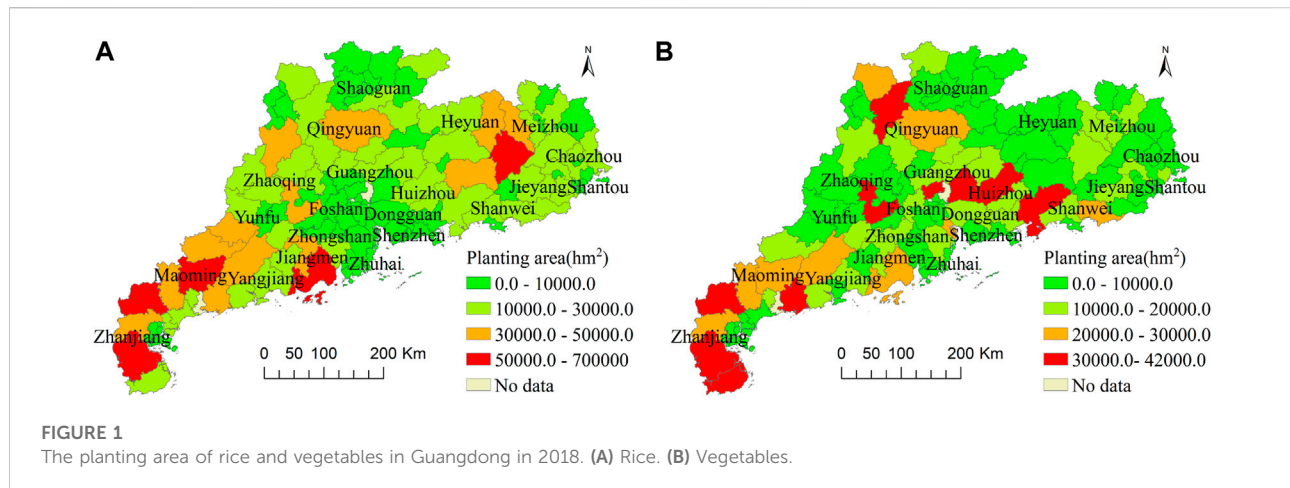 A
N
Shaoguan
Qingyuan
Heyuan
Meizhou
Chaozhou
Guangzhou
Zhaoqing
Huizhou
JieyangShantou
Yunfu
Foshan
Dongguan
Shanwei
Zhongshan
Shenzhen
Jiangmen
Zhuhai
Maoming
Yangjiang
Zhanjiang
Planting area(hm²)
0.0 - 10000.0
10000.0 - 30000.0
30000.0 - 50000.0
50000.0 - 700000
No data
0 50 100 200 Km
B
N
Shaoguan
Qingyuan
Heyuan
Meizhou
Chaozhou
Guangzhou
Zhaoqing
Huizhou
JieyangShantou
Yunfu
Foshan
Dongguan
Shanwei
Zhongshan
Shenzhen
Jiangmen
Zhuhai
Maoming
Yangjiang
Zhanjiang
Planting area(hm²)
0.0 - 10000.0
10000.0 - 20000.0
20000.0 - 30000.0
30000.0- 42000.0
No data
0 50 100 200 Km
FIGURE 1
The planting area of rice and vegetables in Guangdong in 2018. (A) Rice. (B) Vegetables.